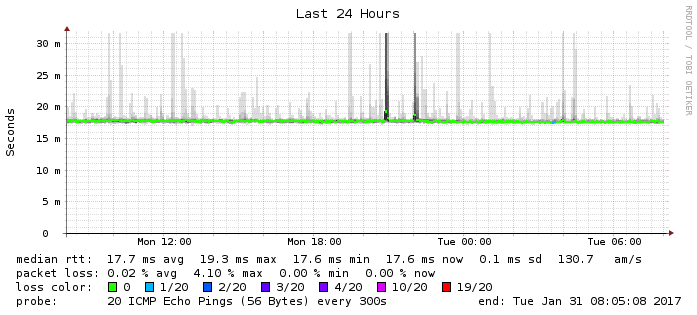 Last 24 Hours
RRDTOOL / TOBI OETIKER
Seconds
30 m
25 m
20 m
15 m
10 m
5 m
0
Mon 12:00 Mon 18:00 Tue 00:00 Tue 06:00
median rtt: 17.7 ms avg 19.3 ms max 17.6 ms min 17.6 ms now 0.1 ms sd 130.7 am/s
packet loss: 0.02 % avg 4.10 % max 0.00 % min 0.00 % now
loss color: 0 1/20 2/20 3/20 4/20 10/20 19/20
probe: 20 ICMP Echo Pings (56 Bytes) every 300s end: Tue Jan 31 08:05:08 2017